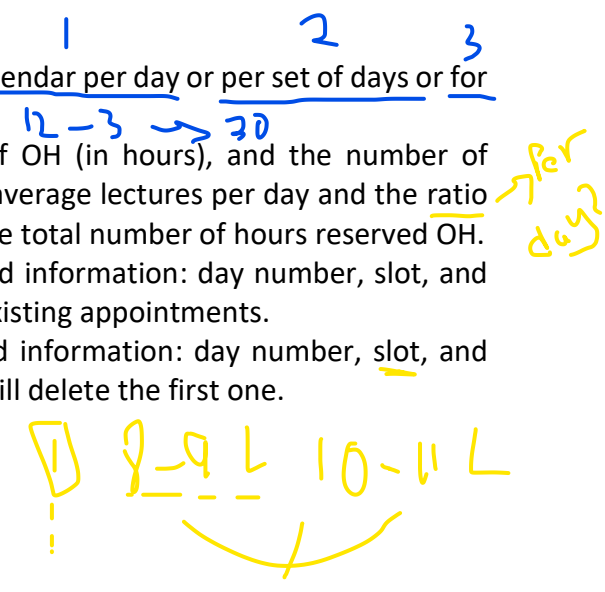 1 2 3
endar per day or per set of days or for
12-3 → 30
f OH (in hours), and the number of
average lectures per day and the ratio
per day?
e total number of hours reserved OH.
d information: day number, slot, and
xisting appointments.
d information: day number, slot, and
ill delete the first one.
1 8-9 L 10-11 L